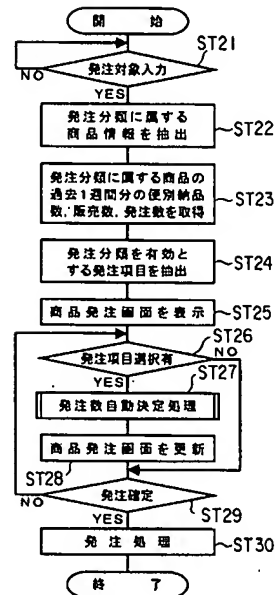 開 始
ST21
発注対象入力
NO
YES
発注分類に属する
商品情報を抽出
ST22
発注分類に属する商品の
過去1週間分の便別納品
数,販売数,発注数を取得
ST23
発注分類を有効と
する発注項目を抽出
ST24
商品発注画面を表示
ST25
ST26
発注項目選択有
NO
YES
ST27
発注数自動決定処理
商品発注画面を更新
ST28
発注確定
NO
ST29
YES
発注処理
ST30
終 了